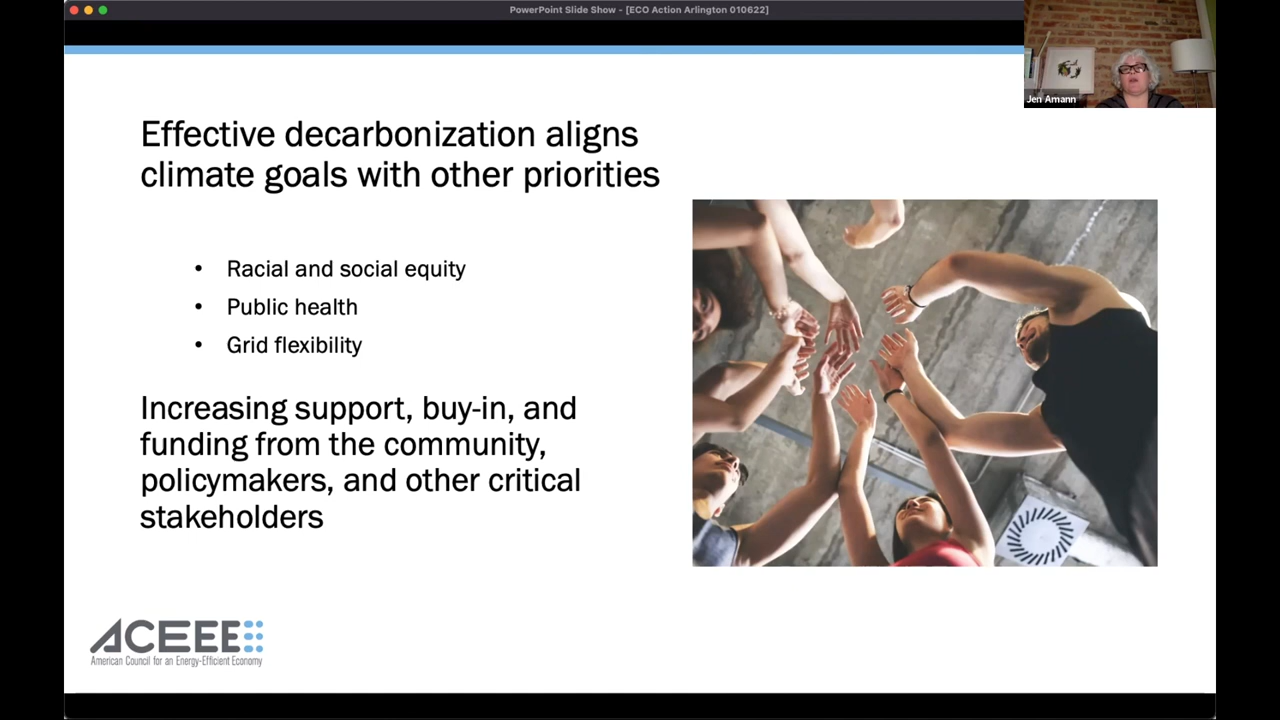 PowerPoint Slide Show - [ECO Action Arlington 010622]
Jen Amann
Effective decarbonization aligns
climate goals with other priorities
• Racial and social equity
• Public health
• Grid flexibility
Increasing support, buy-in, and
funding from the community,
policymakers, and other critical
stakeholders
ACEEE
American Council for an Energy-Efficient Economy